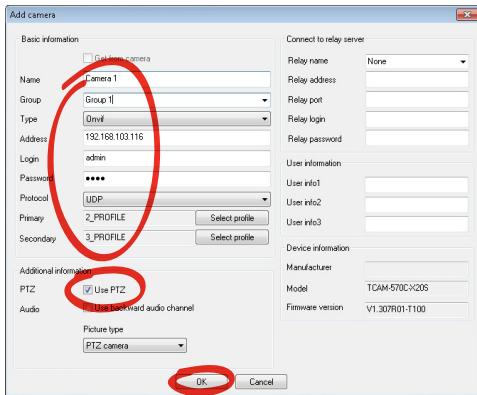 Add camera
Basic information
Get from camera
Name Camera 1
Group Group 1
Type Onvif
Address 192.168.103.116
Login admin
Password ••••
Protocol UDP
Primary 2_PROFILE Select profile
Secondary 3_PROFILE Select profile
Additional information
PTZ Use PTZ
Audio Use backward audio channel
Picture type
PTZ camera
Connect to relay server
Relay name None
Relay address
Relay port
Relay login
Relay password
User information
User info1
User info2
User info3
Device information
Manufacturer
Model TCAM-570C-X20S
Firmware version V1.307R01-T100
OK Cancel